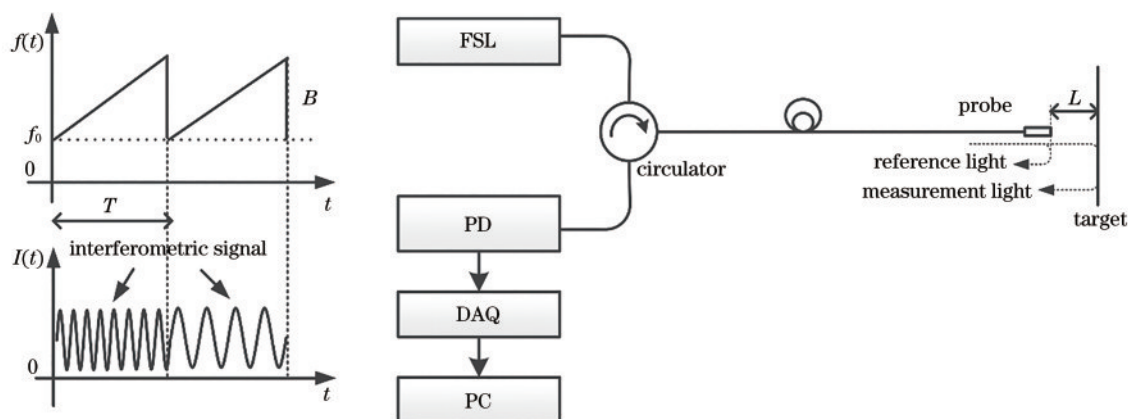 f(t)
B
f₀
0
t
T
interferometric signal
I(t)
0
t
FSL
circulator
PD
DAQ
PC
probe
L
reference light
measurement light
target